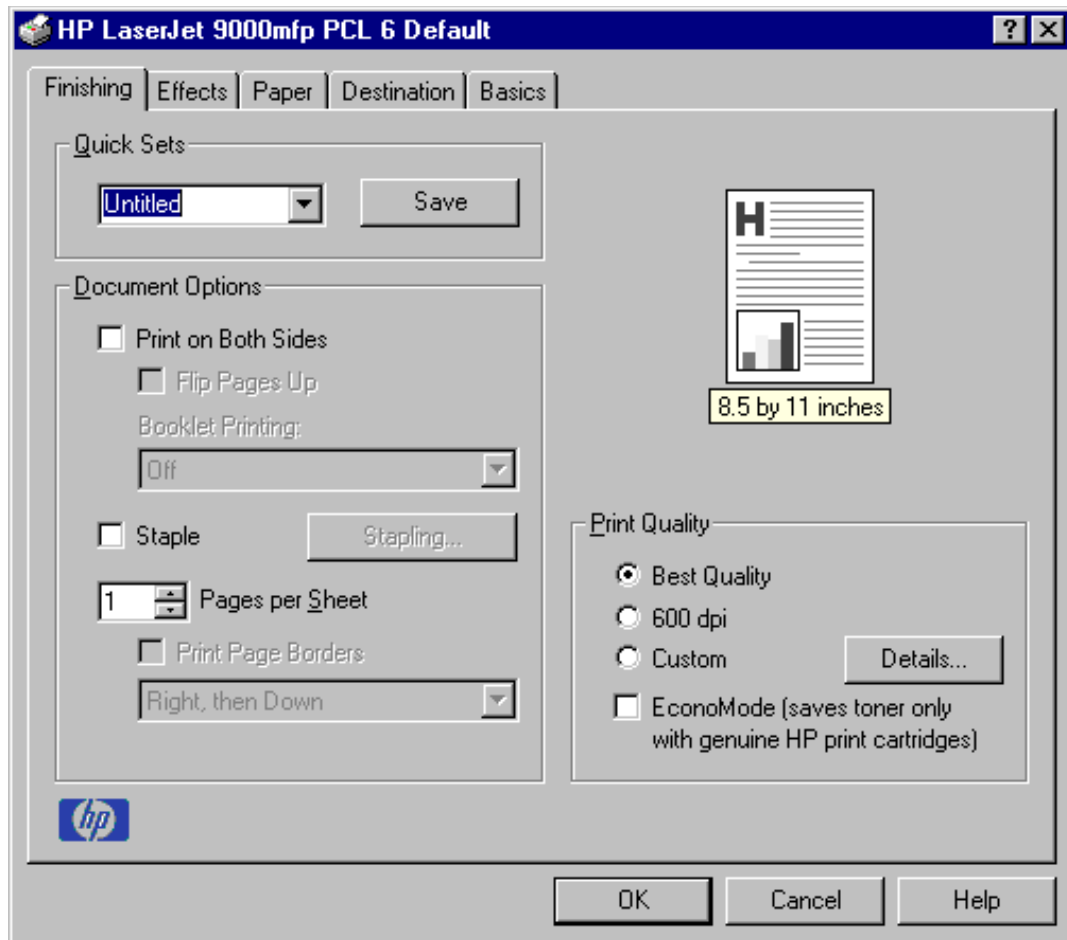 HP LaserJet 9000mfp PCL 6 Default
Finishing Effects Paper Destination Basics
Quick Sets
Untitled Save
H
8.5 by 11 inches
Document Options
Print on Both Sides
Flip Pages Up
Booklet Printing:
Off
Staple Stapling...
1 Pages per Sheet
Print Page Borders
Right, then Down
Print Quality
Best Quality
600 dpi
Custom Details...
EconoMode (saves toner only
with genuine HP print cartridges)
hp
OK Cancel Help